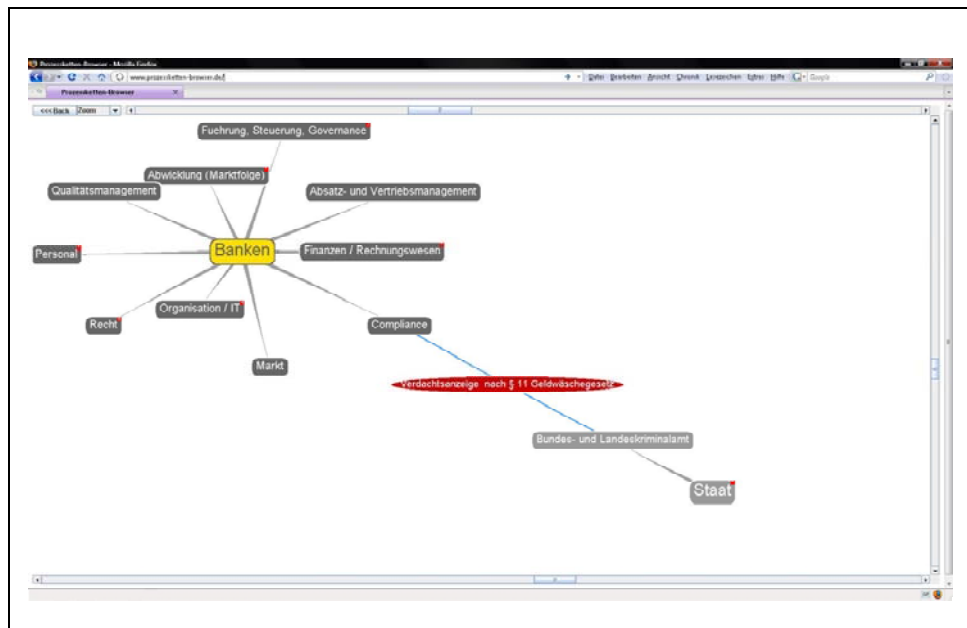 Prozessketten-Browser - Mozilla Firefox
www.prozessketten-browser.de/
Datei Bearbeiten Ansicht Chronik Lesezeichen Extras Hilfe
Google
Prozessketten-Browser
<<<Back
Zoom
Fuehrung, Steuerung, Governance
Abwicklung (Marktfolge)
Qualitätsmanagement
Absatz- und Vertriebsmanagement
Banken
Finanzen / Rechnungswesen
Personal
Organisation / IT
Recht
Compliance
Markt
Verdachtsanzeige nach § 11 Geldwäschegesetz
Bundes- und Landeskriminalamt
Staat